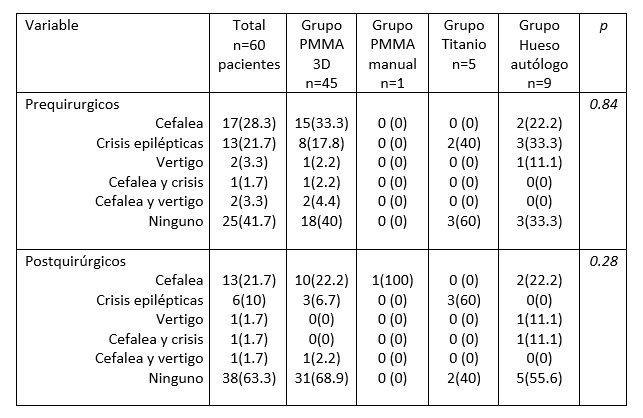 Variable Total n=60 pacientes Grupo PMMA 3D n=45 Grupo PMMA manual n=1 Grupo Titanio n=5 Grupo Hueso autólogo n=9 p
Prequirurgicos 0.84
Cefalea 17(28.3) 15(33.3) 0 (0) 0 (0) 2(22.2)
Crisis epilépticas 13(21.7) 8(17.8) 0 (0) 2(40) 3(33.3)
Vertigo 2(3.3) 1(2.2) 0 (0) 0 (0) 1(11.1)
Cefalea y crisis 1(1.7) 1(2.2) 0 (0) 0 (0) 0(0)
Cefalea y vertigo 2(3.3) 2(4.4) 0 (0) 0 (0) 0(0)
Ninguno 25(41.7) 18(40) 0 (0) 3(60) 3(33.3)
Postquirúrgicos 0.28
Cefalea 13(21.7) 10(22.2) 1(100) 0 (0) 2(22.2)
Crisis epilépticas 6(10) 3(6.7) 0 (0) 3(60) 0(0)
Vertigo 1(1.7) 0(0) 0 (0) 0 (0) 1(11.1)
Cefalea y crisis 1(1.7) 0(0) 0 (0) 0 (0) 1(11.1)
Cefalea y vertigo 1(1.7) 1(2.2) 0 (0) 0 (0) 0(0)
Ninguno 38(63.3) 31(68.9) 0 (0) 2(40) 5(55.6)